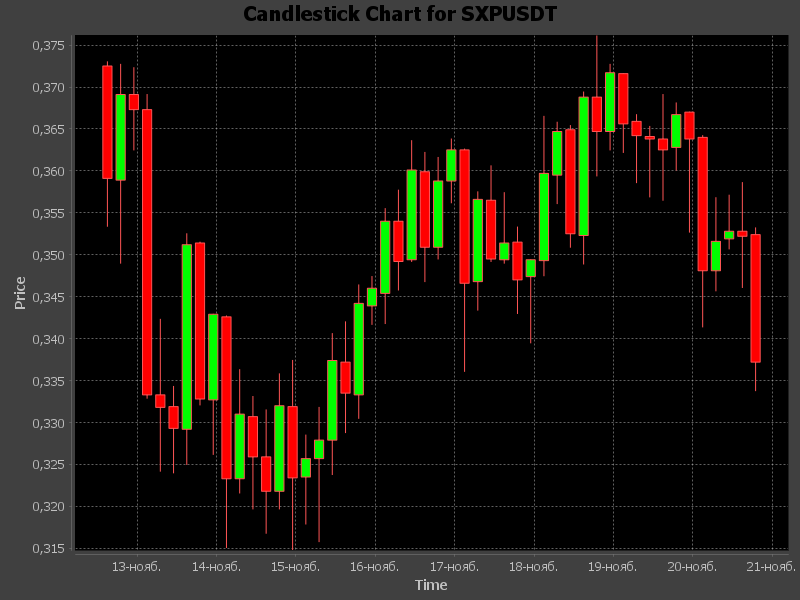 Candlestick Chart for SXPUSDT
0,375
0,370
0,365
0,360
0,355
0,350
0,345
0,340
0,335
0,330
0,325
0,320
0,315
Price
13-нояб.
14-нояб.
15-нояб.
16-нояб.
17-нояб.
18-нояб.
19-нояб.
20-нояб.
21-нояб.
Time